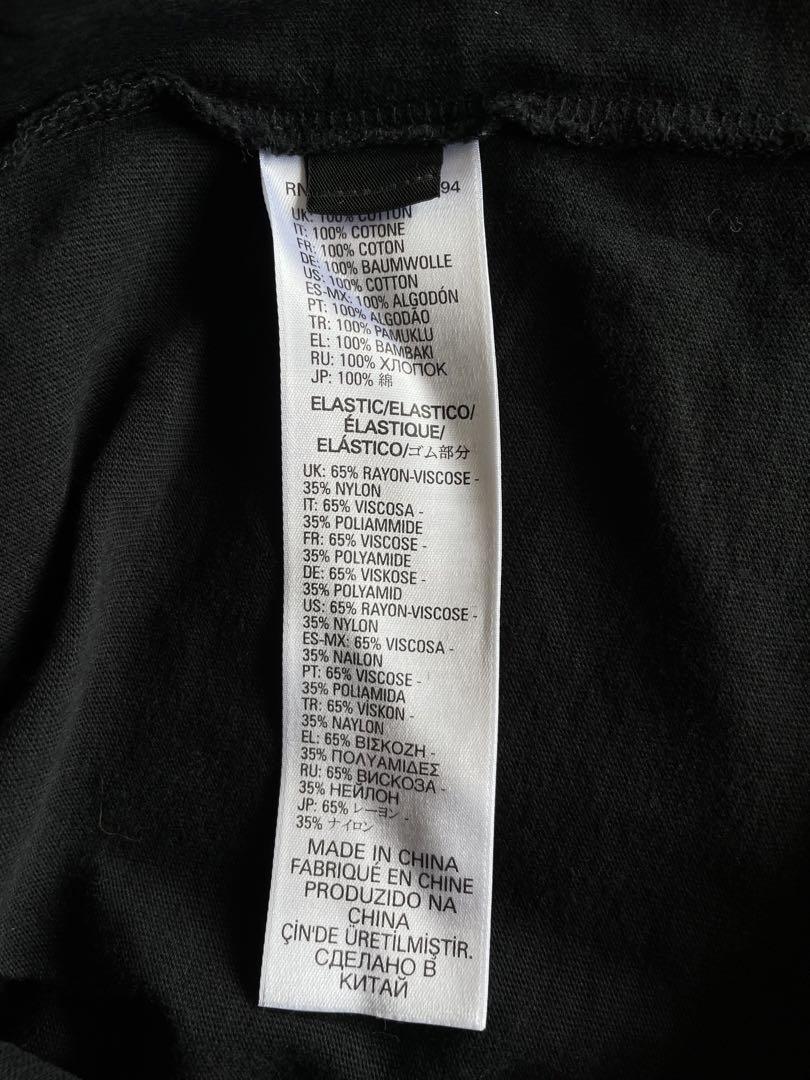 RN 94
UK: 100% COTTON
IT: 100% COTONE
FR: 100% COTON
DE: 100% BAUMWOLLE
US: 100% COTTON
ES-MX: 100% ALGODÓN
PT: 100% ALGODÃO
TR: 100% PAMUKLU
EL: 100% ΒΑΜΒΑΚΙ
RU: 100% ХЛОПОК
JP: 100% 綿
ELASTIC/ELASTICO/
ÉLASTIQUE/
ELÁSTICO/ゴム部分
UK: 65% RAYON-VISCOSE -
35% NYLON
IT: 65% VISCOSA -
35% POLIAMMIDE
FR: 65% VISCOSE -
35% POLYAMIDE
DE: 65% VISKOSE -
35% POLYAMID
US: 65% RAYON-VISCOSE -
35% NYLON
ES-MX: 65% VISCOSA -
35% NAILON
PT: 65% VISCOSE -
35% POLIAMIDA
TR: 65% VİSKON -
35% NAYLON
EL: 65% ΒΙΣΚΟΖΗ -
35% ΠΟΛΥΑΜΙΔΕΣ
RU: 65% ВИСКОЗА -
35% НЕЙЛОН
JP: 65% レーヨン -
35% ナイロン
MADE IN CHINA
FABRIQUÉ EN CHINE
PRODUZIDO NA
CHINA
ÇİN'DE ÜRETİLMİŞTİR.
СДЕЛАНО В
КИТАЙ